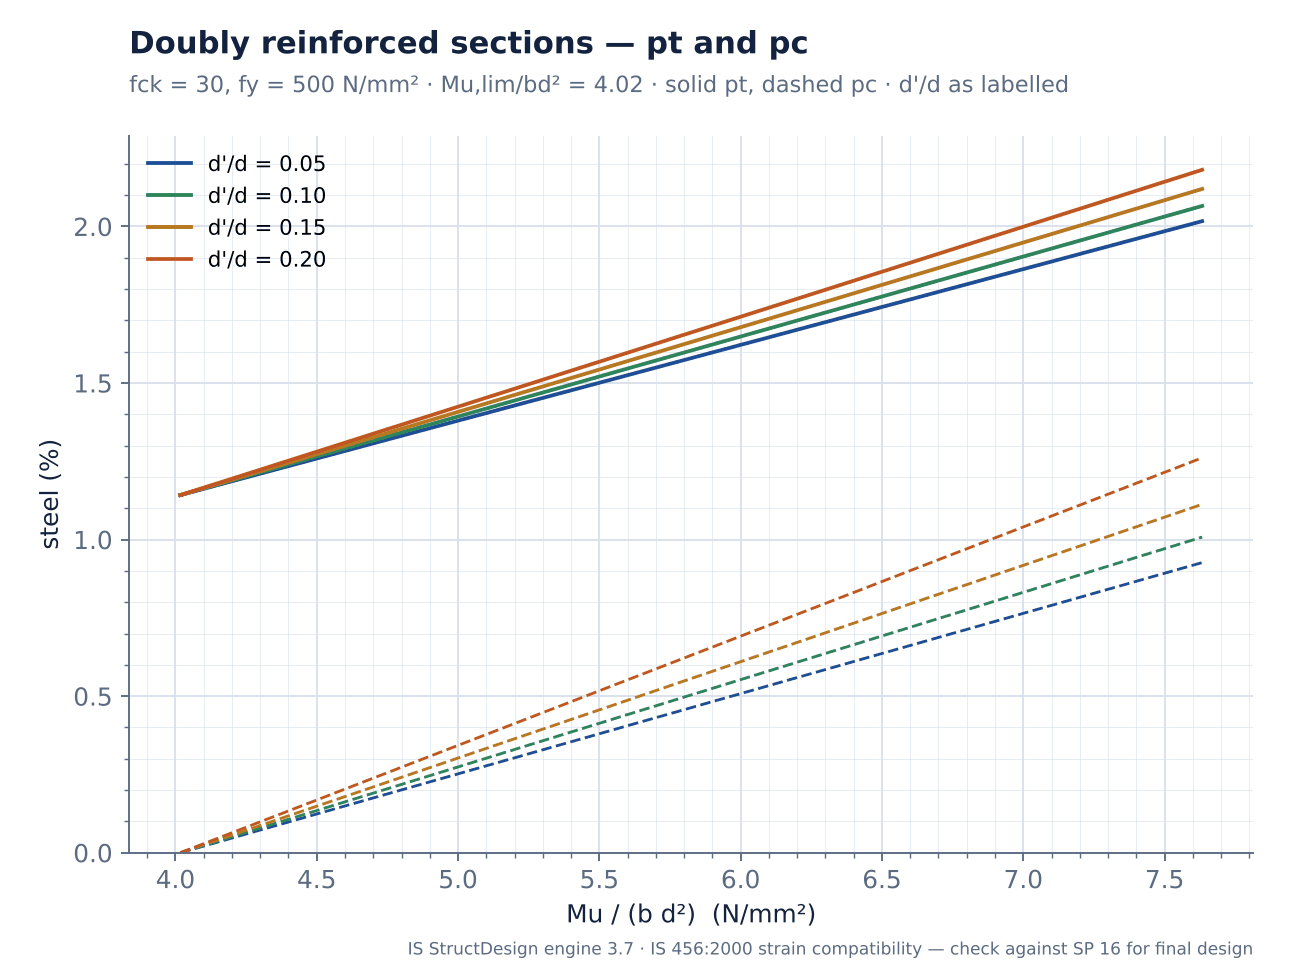 Doubly reinforced sections — pt and pc
fck = 30, fy = 500 N/mm² · Mu,lim/bd² = 4.02 · solid pt, dashed pc · d'/d as labelled
d'/d = 0.05
d'/d = 0.10
d'/d = 0.15
d'/d = 0.20
steel (%)
2.0
1.5
1.0
0.5
0.0
4.0 4.5 5.0 5.5 6.0 6.5 7.0 7.5
Mu / (b d²) (N/mm²)
IS StructDesign engine 3.7 · IS 456:2000 strain compatibility — check against SP 16 for final design